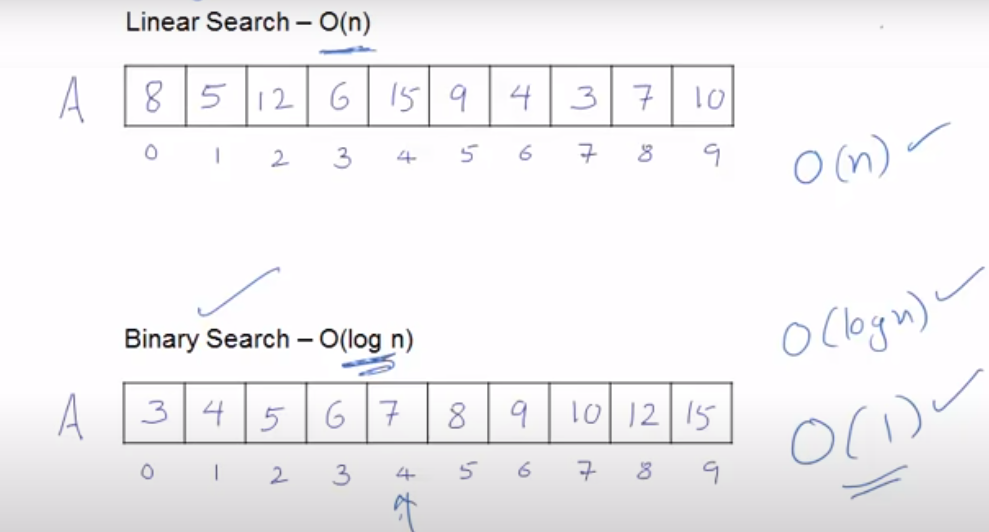 Linear Search – O(n)
A 8 5 12 6 15 9 4 3 7 10
0 1 2 3 4 5 6 7 8 9
O(n)
Binary Search – O(log n)
O(logn)
A 3 4 5 6 7 8 9 10 12 15
O(1)
0 1 2 3 4 5 6 7 8 9